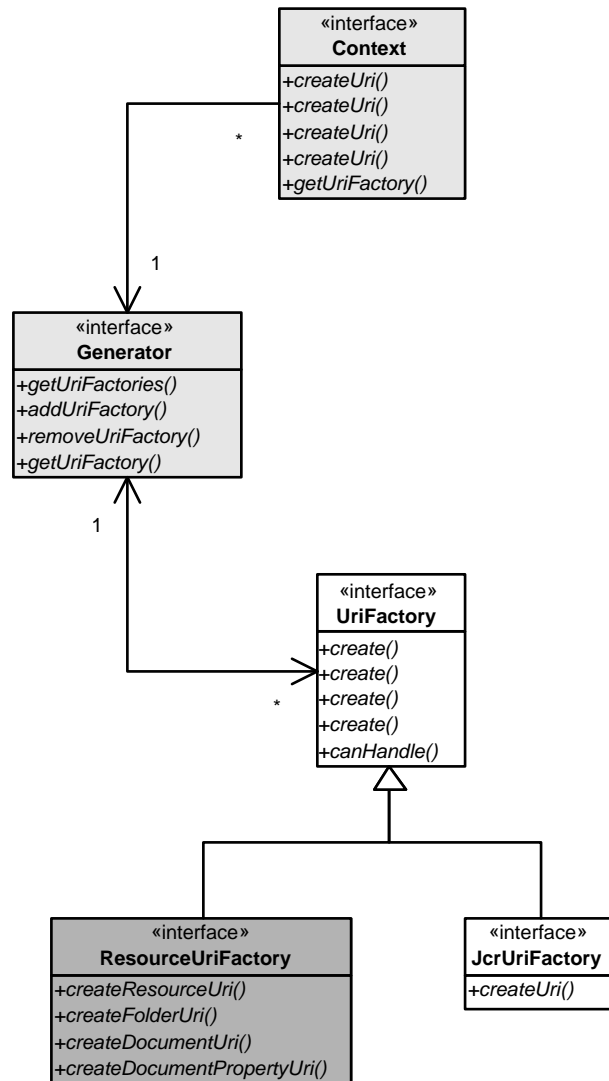 «interface»
Context
+createUri()
+createUri()
+createUri()
+createUri()
+getUriFactory()
*
1
«interface»
Generator
+getUriFactories()
+addUriFactory()
+removeUriFactory()
+getUriFactory()
1
«interface»
UriFactory
+create()
+create()
+create()
+create()
+canHandle()
*
«interface»
ResourceUriFactory
+createResourceUri()
+createFolderUri()
+createDocumentUri()
+createDocumentPropertyUri()
«interface»
JcrUriFactory
+createUri()